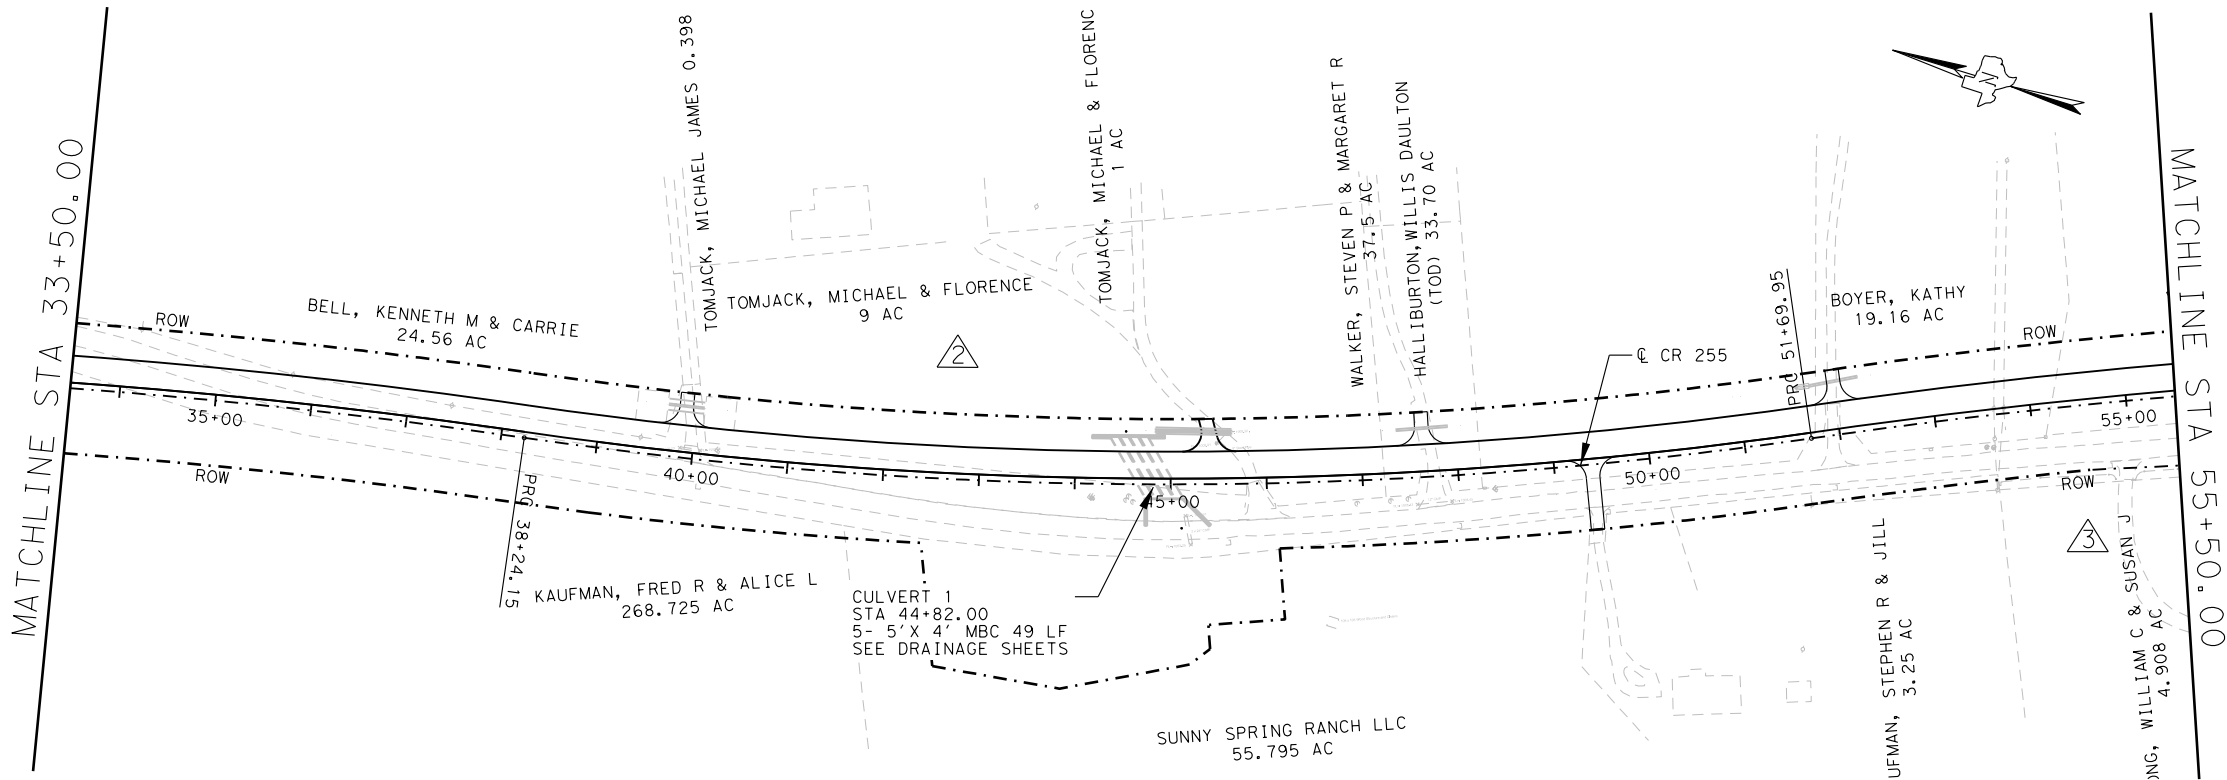 MATCHLINE STA 33+50.00
ROW
BELL, KENNETH M & CARRIE
24.56 AC
35+00
ROW
PRC 38+24.15
KAUFMAN, FRED R & ALICE L
268.725 AC
TOMJACK, MICHAEL JAMES 0.398
40+00
TOMJACK, MICHAEL & FLORENCE
9 AC
2
TOMJACK, MICHAEL & FLORENC
1 AC
45+00
CULVERT 1
STA 44+82.00
5- 5'X 4' MBC 49 LF
SEE DRAINAGE SHEETS
WALKER, STEVEN P & MARGARET R
37.5 AC
HALLIBURTON,WILLIS DAULTON
(TOD) 33.70 AC
℄ CR 255
50+00
SUNNY SPRING RANCH LLC
55.795 AC
PRC 51+69.95
BOYER, KATHY
19.16 AC
ROW
N
55+00
ROW
3
UFMAN, STEPHEN R & JILL
3.25 AC
ONG, WILLIAM C & SUSAN J
4.908 AC
MATCHLINE STA 55+50.00